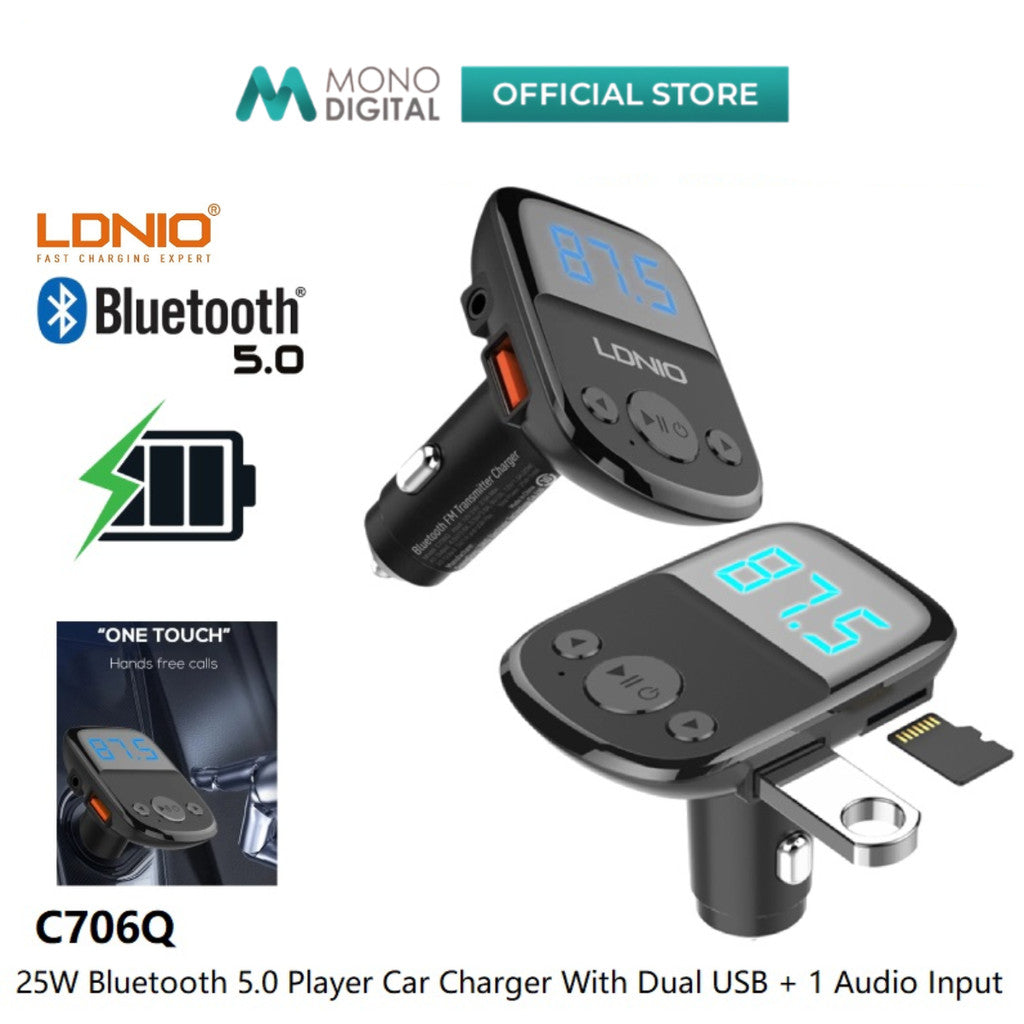 MONO
DIGITAL
OFFICIAL STORE
LDNIO®
FAST CHARGING EXPERT
Bluetooth®
5.0
87.5
LDNIO
Bluetooth FM Transmitter Charger
87.5
"ONE TOUCH"
Hands free calls
87.5
C706Q
25W Bluetooth 5.0 Player Car Charger With Dual USB + 1 Audio Input